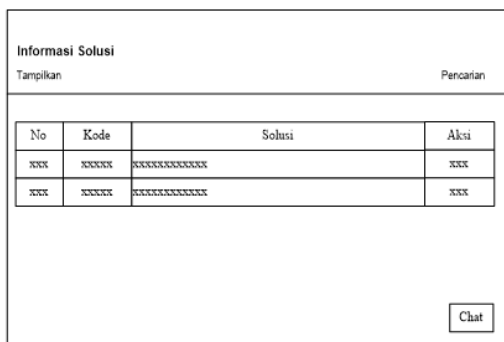 Informasi Solusi
Tampilkan Pencarian
No Kode Solusi Aksi
xxx xxxxx xxxxxxxxxxxx xxx
xxx xxxxx xxxxxxxxxxxx xxx
Chat